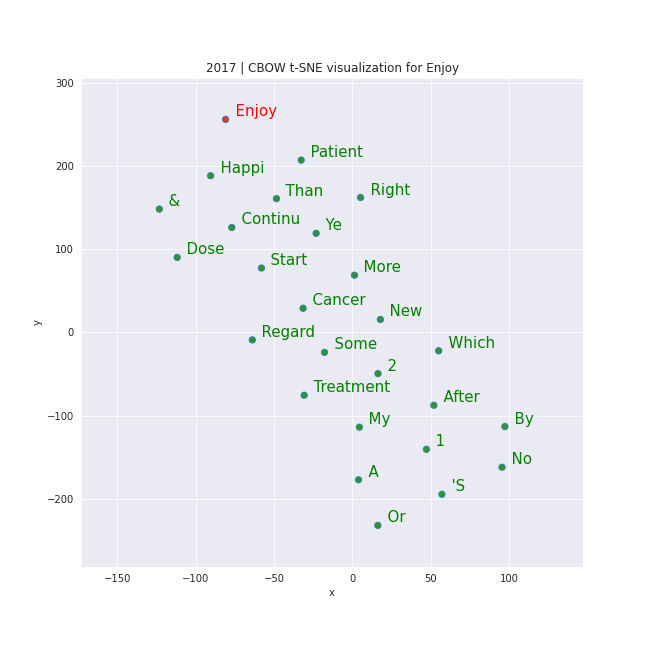 2017 | CBOW t-SNE visualization for Enjoy
300
Enjoy
Patient
200
Happi
Than
Right
&
Continu
Ye
100
Dose
Start
More
Cancer
New
y
0
Regard
Some
Which
2
Treatment
After
−100
My
By
1
No
A
'S
−200
Or
−150
−100
−50
0
50
100
x